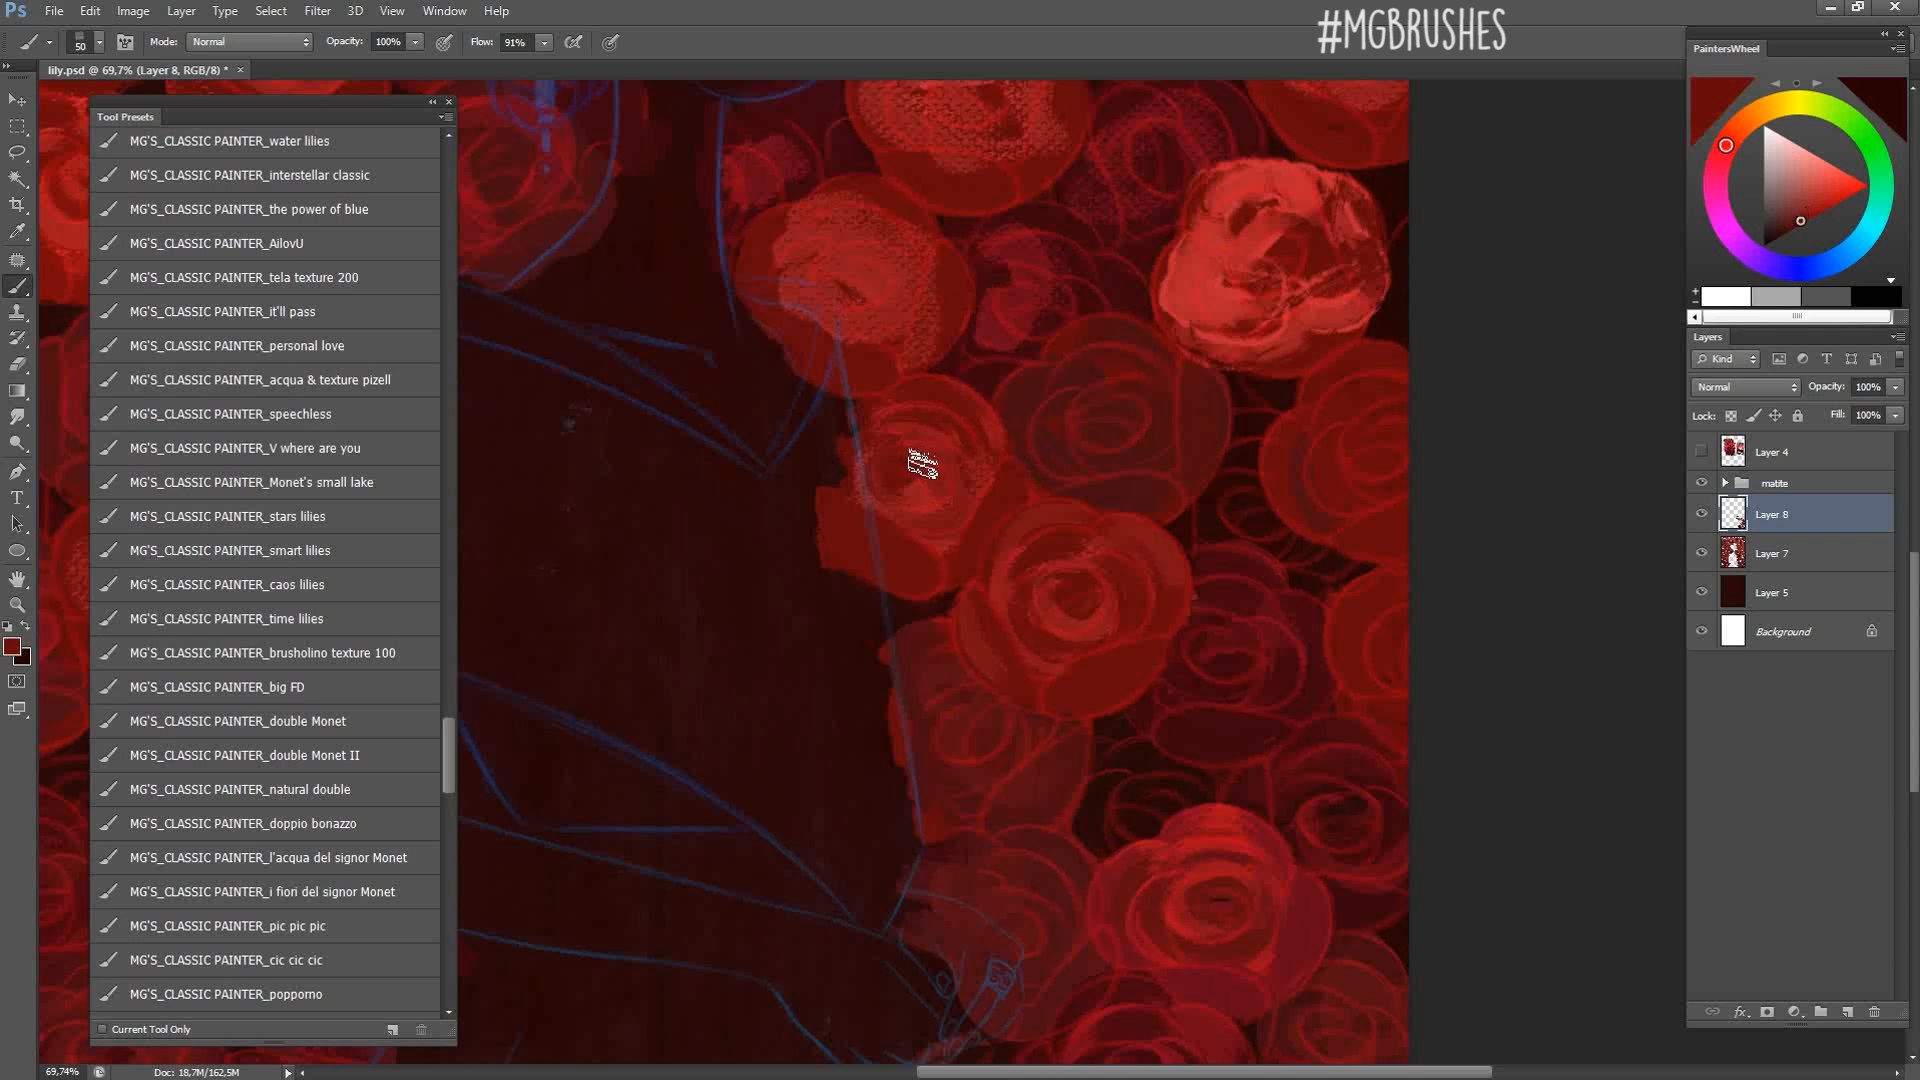 Ps File Edit Image Layer Type Select Filter 3D View Window Help
#MGBRUSHES
50 Mode: Normal Opacity: 100% Flow: 91%
lily.psd @ 69,7% (Layer 8, RGB/8) *
Tool Presets
MG'S_CLASSIC PAINTER_water lilies
MG'S_CLASSIC PAINTER_interstellar classic
MG'S_CLASSIC PAINTER_the power of blue
MG'S_CLASSIC PAINTER_AilovU
MG'S_CLASSIC PAINTER_tela texture 200
MG'S_CLASSIC PAINTER_it'll pass
MG'S_CLASSIC PAINTER_personal love
MG'S_CLASSIC PAINTER_acqua & texture pizell
MG'S_CLASSIC PAINTER_speechless
MG'S_CLASSIC PAINTER_V where are you
MG'S_CLASSIC PAINTER_Monet's small lake
MG'S_CLASSIC PAINTER_stars lilies
MG'S_CLASSIC PAINTER_smart lilies
MG'S_CLASSIC PAINTER_caos lilies
MG'S_CLASSIC PAINTER_time lilies
MG'S_CLASSIC PAINTER_brusholino texture 100
MG'S_CLASSIC PAINTER_big FD
MG'S_CLASSIC PAINTER_double Monet
MG'S_CLASSIC PAINTER_double Monet II
MG'S_CLASSIC PAINTER_natural double
MG'S_CLASSIC PAINTER_doppio bonazzo
MG'S_CLASSIC PAINTER_l'acqua del signor Monet
MG'S_CLASSIC PAINTER_i fiori del signor Monet
MG'S_CLASSIC PAINTER_pic pic pic
MG'S_CLASSIC PAINTER_cic cic cic
MG'S_CLASSIC PAINTER_popporno
Current Tool Only
69,74% Doc: 18,7M/162,5M
PaintersWheel
Layers
Kind
Normal Opacity: 100%
Lock: Fill: 100%
Layer 4
matite
Layer 8
Layer 7
Layer 5
Background